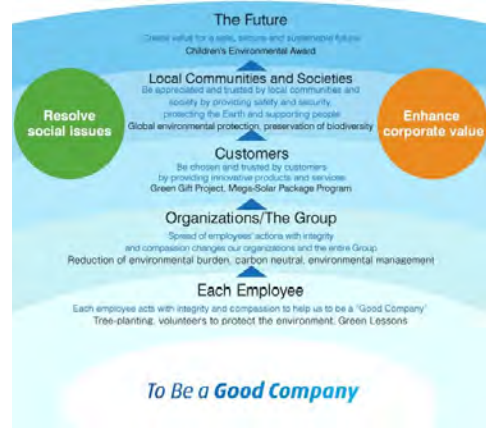 The Future
Create value for a safe, secure and sustainable future
Children's Environmental Award
Local Communities and Societies
Be appreciated and trusted by local communities and
society by providing safety and security,
protecting the Earth and supporting people
Global environmental protection, preservation of biodiversity
Resolve
social issues
Enhance
corporate value
Customers
Be chosen and trusted by customers
by providing innovative products and services
Green Gift Project, Mega-Solar Package Program
Organizations/The Group
Spread of employees' actions with integrity
and compassion changes our organizations and the entire Group
Reduction of environmental burden, carbon neutral, environmental management
Each Employee
Each employee acts with integrity and compassion to help us to be a "Good Company"
Tree-planting, volunteers to protect the environment, Green Lessons
To Be a Good Company